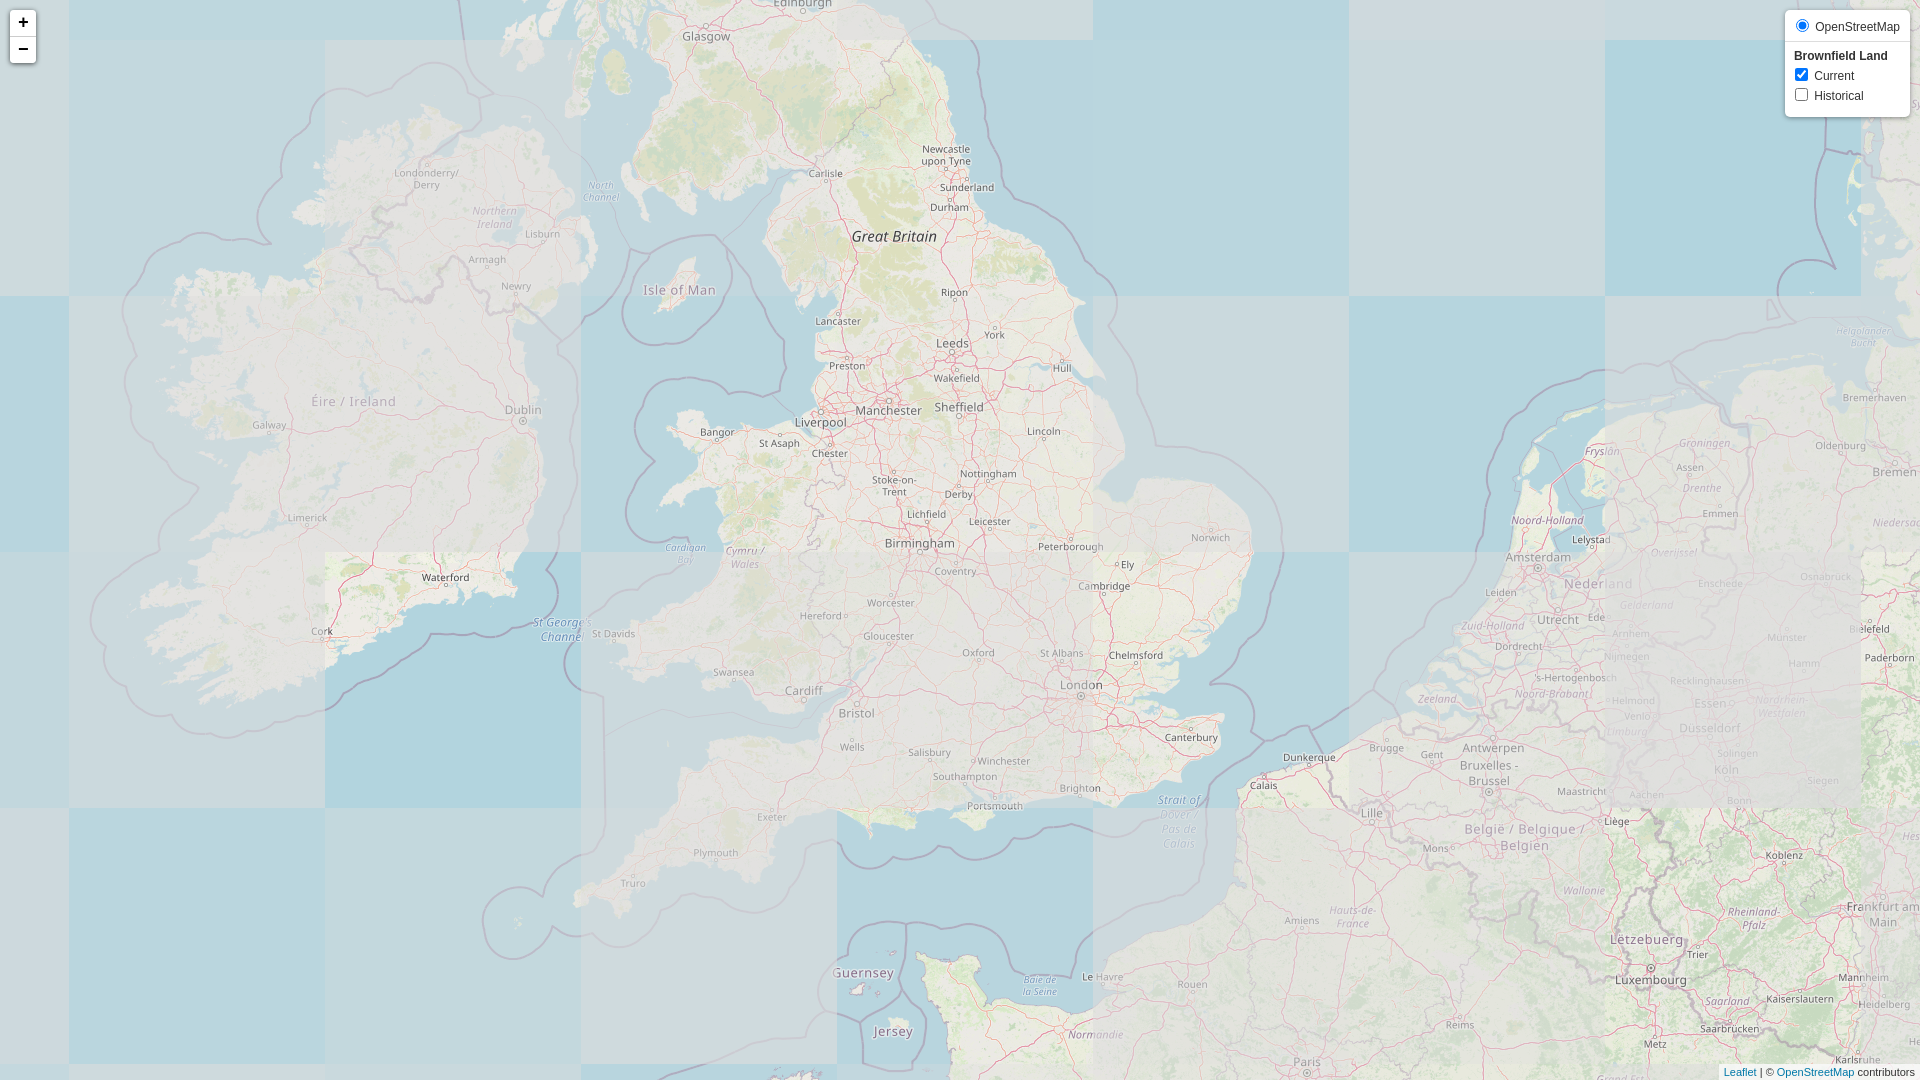 +
−
OpenStreetMap
Brownfield Land
Current
Historical
Edinburgh
Glasgow
Londonderry/
Derry
North
Channel
Northern
Ireland
Lisburn
Armagh
Newry
Carlisle
Newcastle
upon Tyne
Sunderland
Durham
Great Britain
Isle of Man
Ripon
Lancaster
York
Leeds
Preston
Hull
Wakefield
Manchester
Sheffield
Liverpool
Bangor
St Asaph
Chester
Lincoln
Éire / Ireland
Dublin
Galway
Limerick
Stoke-on-
Trent
Nottingham
Derby
Lichfield
Leicester
Birmingham
Peterborough
Norwich
Cardigan
Bay
Cymru /
Wales
Coventry
Ely
Cambridge
Waterford
Cork
St George's
Channel
St Davids
Hereford
Worcester
Gloucester
Oxford
St Albans
Chelmsford
Swansea
Cardiff
London
Bristol
Wells
Salisbury
Winchester
Canterbury
Southampton
Portsmouth
Brighton
Exeter
Plymouth
Truro
Strait of
Dover /
Pas de
Calais
Dunkerque
Calais
Helgoländer
Bucht
Bremerhaven
Groningen
Oldenburg
Fryslân
Assen
Bremen
Drenthe
Emmen
Noord-Holland
Niedersac
Lelystad
Amsterdam
Overijssel
Nederland
Enschede
Osnabrück
Leiden
Gelderland
Utrecht
Ede
Zuid-Holland
Arnhem
Münster
Bielefeld
Dordrecht
Nijmegen
Hamm
Paderborn
's-Hertogenbosch
Recklinghausen
Zeeland
Noord-Brabant
Helmond
Essen
Nordrhein-
Westfalen
Venlo
Limburg
Düsseldorf
Brugge
Gent
Antwerpen
Solingen
Bruxelles -
Brussel
Köln
Siegen
Maastricht
Aachen
Bonn
Lille
Liège
België / Belgique /
Belgien
Mons
Koblenz
Hes
Wallonie
Frankfurt am
Main
Rheinland-
Pfalz
Amiens
Hauts-de-
France
Lëtzebuerg
Trier
Luxembourg
Mannheim
Kaiserslautern
Heidelberg
Saarland
Saarbrücken
Guernsey
Jersey
Baie de
la Seine
Le Havre
Rouen
Normandie
Reims
Metz
Karlsruhe
Paris
Grand Est
Leaflet | © OpenStreetMap contributors